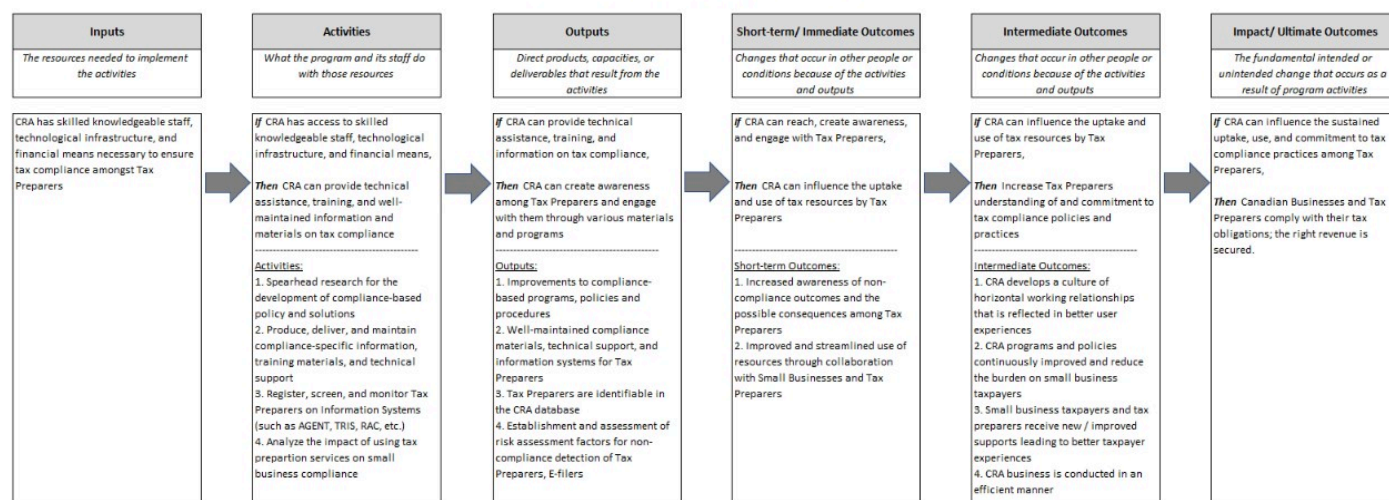 Inputs
The resources needed to implement
the activities
CRA has skilled knowledgeable staff,
technological infrastructure, and
financial means necessary to ensure
tax compliance amongst Tax
Preparers
Activities
What the program and its staff do
with those resources
If CRA has access to skilled
knowledgeable staff, technological
infrastructure, and financial means,
Then CRA can provide technical
assistance, training, and well-
maintained information and
materials on tax compliance
Activities:
1. Spearhead research for the
development of compliance-based
policy and solutions
2. Produce, deliver, and maintain
compliance-specific information,
training materials, and technical
support
3. Register, screen, and monitor Tax
Preparers on Information Systems
(such as AGENT, TRIS, RAC, etc.)
4. Analyze the impact of using tax
prepartion services on small
business compliance
Outputs
Direct products, capacities, or
deliverables that result from the
activities
If CRA can provide technical
assistance, training, and
information on tax compliance,
Then CRA can create awareness
among Tax Preparers and engage
with them through various materials
and programs
Outputs:
1. Improvements to compliance-
based programs, policies and
procedures
2. Well-maintained compliance
materials, technical support, and
information systems for Tax
Preparers
3. Tax Preparers are identifiable in
the CRA database
4. Establishment and assessment of
risk assessment factors for non-
compliance detection of Tax
Preparers, E-filers
Short-term/ Immediate Outcomes
Changes that occur in other people or
conditions because of the activities
and outputs
If CRA can reach, create awareness,
and engage with Tax Preparers,
Then CRA can influence the uptake
and use of tax resources by Tax
Preparers
Short-term Outcomes:
1. Increased awareness of non-
compliance outcomes and the
possible consequences among Tax
Preparers
2. Improved and streamlined use of
resources through collaboration
with Small Businesses and Tax
Preparers
Intermediate Outcomes
Changes that occur in other people or
conditions because of the activities
and outputs
If CRA can influence the uptake and
use of tax resources by Tax
Preparers,
Then Increase Tax Preparers
understanding of and commitment to
tax compliance policies and
practices
Intermediate Outcomes:
1. CRA develops a culture of
horizontal working relationships
that is reflected in better user
experiences
2. CRA programs and policies
continuously improved and reduce
the burden on small business
taxpayers
3. Small business taxpayers and tax
preparers receive new / improved
supports leading to better taxpayer
experiences
4. CRA business is conducted in an
efficient manner
Impact/ Ultimate Outcomes
The fundamental intended or
unintended change that occurs as a
result of program activities
If CRA can influence the sustained
uptake, use, and commitment to tax
compliance practices among Tax
Preparers,
Then Canadian Businesses and Tax
Preparers comply with their tax
obligations; the right revenue is
secured.